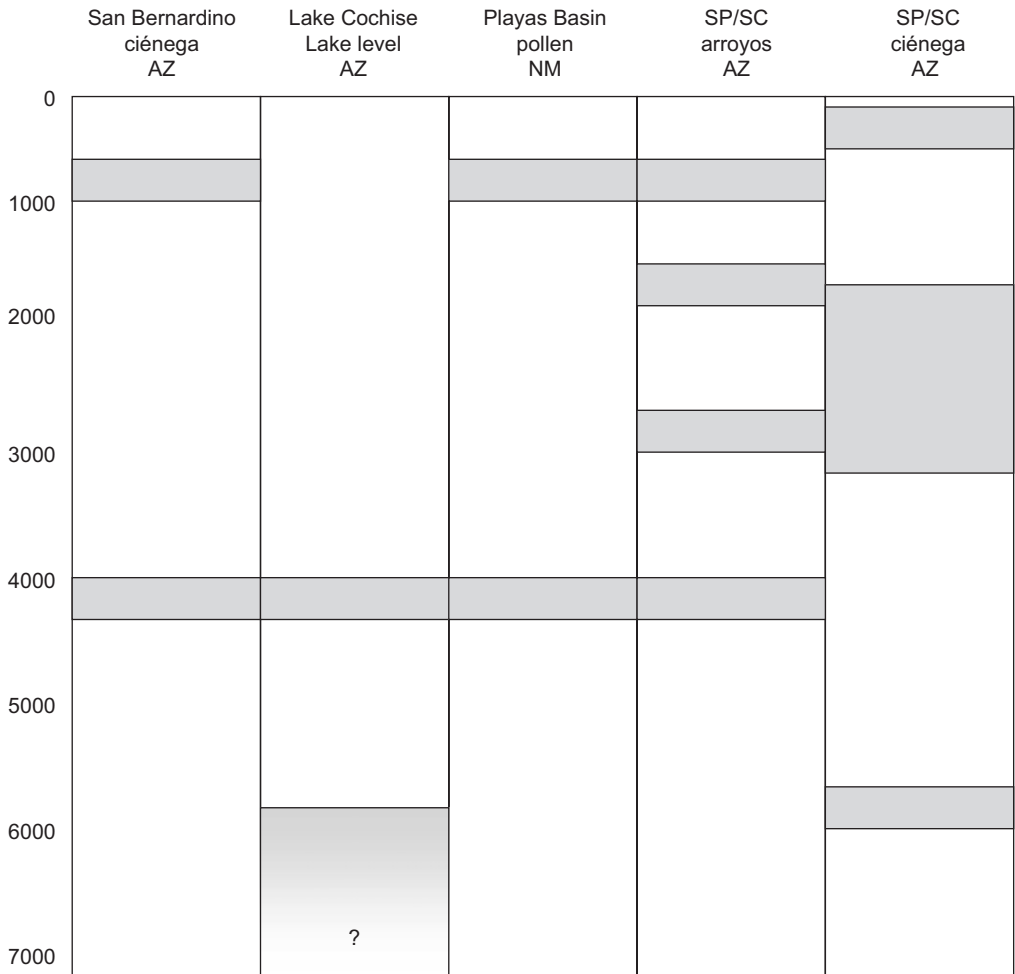 San Bernardino
ciénega
AZ
Lake Cochise
Lake level
AZ
Playas Basin
pollen
NM
SP/SC
arroyos
AZ
SP/SC
ciénega
AZ
0
1000
2000
3000
4000
5000
6000
?
7000